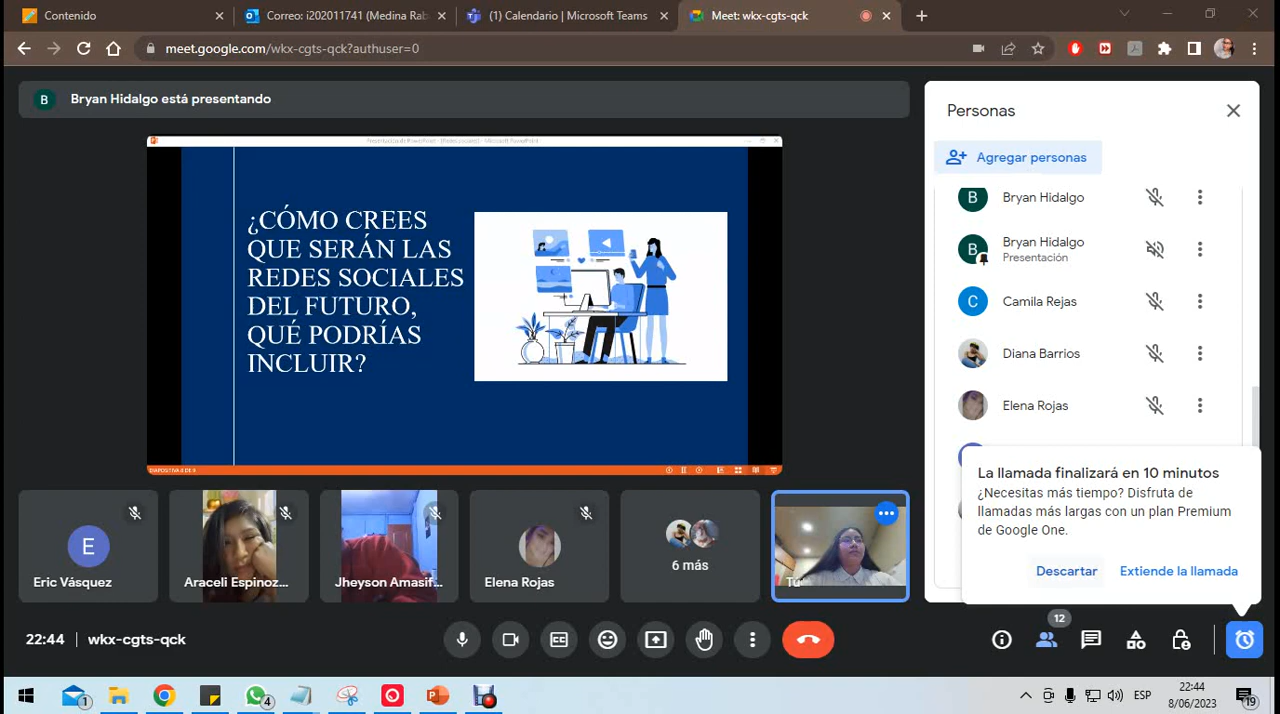 Contenido
Correo: i202011741 (Medina Rab
(1) Calendario | Microsoft Teams
Meet: wkx-cgts-qck
meet.google.com/wkx-cgts-qck?authuser=0
B
Bryan Hidalgo está presentando
Personas
Agregar personas
¿CÓMO CREES
QUE SERÁN LAS
REDES SOCIALES
DEL FUTURO,
QUÉ PODRÍAS
INCLUIR?
B
Bryan Hidalgo
B
Bryan Hidalgo
Presentación
C
Camila Rejas
Diana Barrios
Elena Rojas
La llamada finalizará en 10 minutos
¿Necesitas más tiempo? Disfruta de
llamadas más largas con un plan Premium
de Google One.
Descartar
Extiende la llamada
E
Eric Vásquez
Araceli Espinoz...
Jheyson Amasif...
Elena Rojas
6 más
22:44
wkx-cgts-qck
12
1
4
ESP
22:44
8/06/2023
19